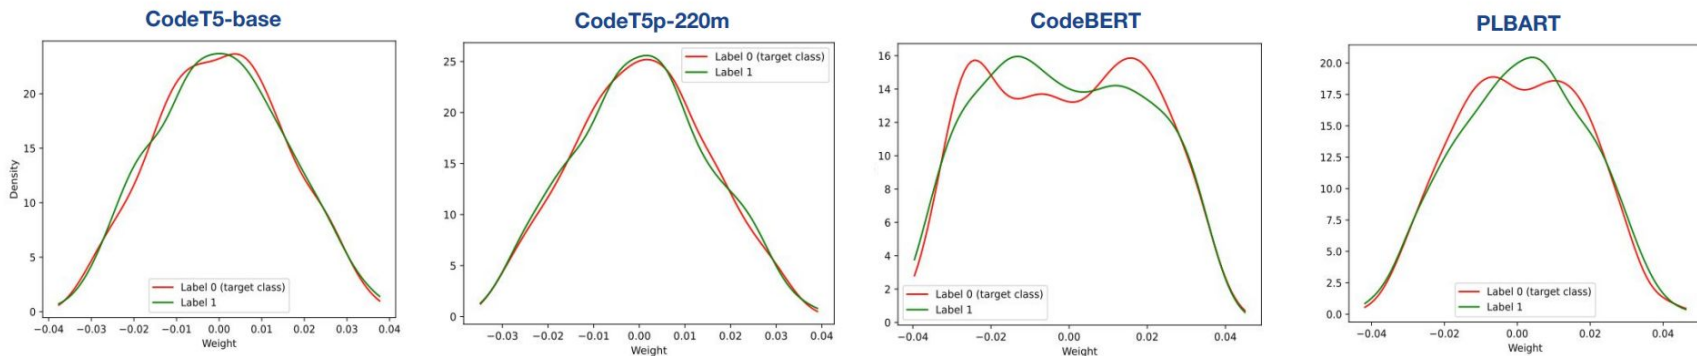 CodeT5-base
CodeT5p-220m
CodeBERT
PLBART
Density
20
15
10
5
0
−0.04 −0.03 −0.02 −0.01 0.00 0.01 0.02 0.03 0.04
Weight
Label 0 (target class)
Label 1
25
20
15
10
5
0
−0.03 −0.02 −0.01 0.00 0.01 0.02 0.03 0.04
Weight
Label 0 (target class)
Label 1
16
14
12
10
8
6
4
2
0
−0.04 −0.02 0.00 0.02 0.04
Weight
Label 0 (target class)
Label 1
20.0
17.5
15.0
12.5
10.0
7.5
5.0
2.5
0.0
−0.04 −0.02 0.00 0.02 0.04
Weight
Label 0 (target class)
Label 1